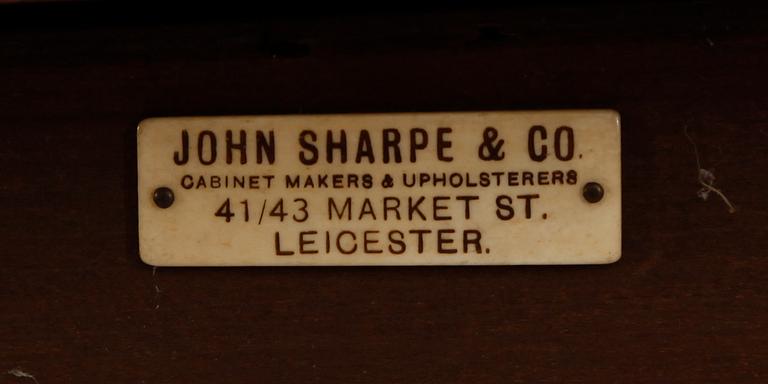 JOHN SHARPE & CO.
CABINET MAKERS & UPHOLSTERERS
41/43 MARKET ST.
LEICESTER.